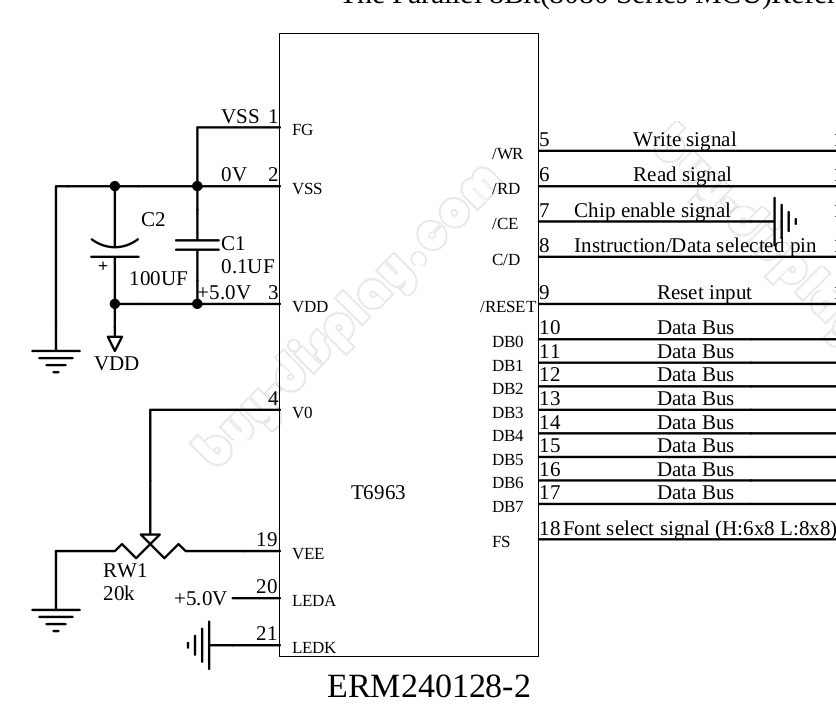 The Parallel 8Bit(8080 Series MCU)Refere
VSS 1
FG
0V 2
VSS
C2
C1
0.1UF
+
100UF
+5.0V 3
VDD
VDD
4
V0
T6963
19
VEE
RW1
20k
+5.0V
20
LEDA
21
LEDK
/WR
5 Write signal
/RD
6 Read signal
/CE
7 Chip enable signal
C/D
8 Instruction/Data selected pin
/RESET
9 Reset input
DB0
10 Data Bus
DB1
11 Data Bus
DB2
12 Data Bus
DB3
13 Data Bus
DB4
14 Data Bus
DB5
15 Data Bus
DB6
16 Data Bus
DB7
17 Data Bus
FS
18 Font select signal (H:6x8 L:8x8)
ERM240128-2
buydisplay.com
buydisplay